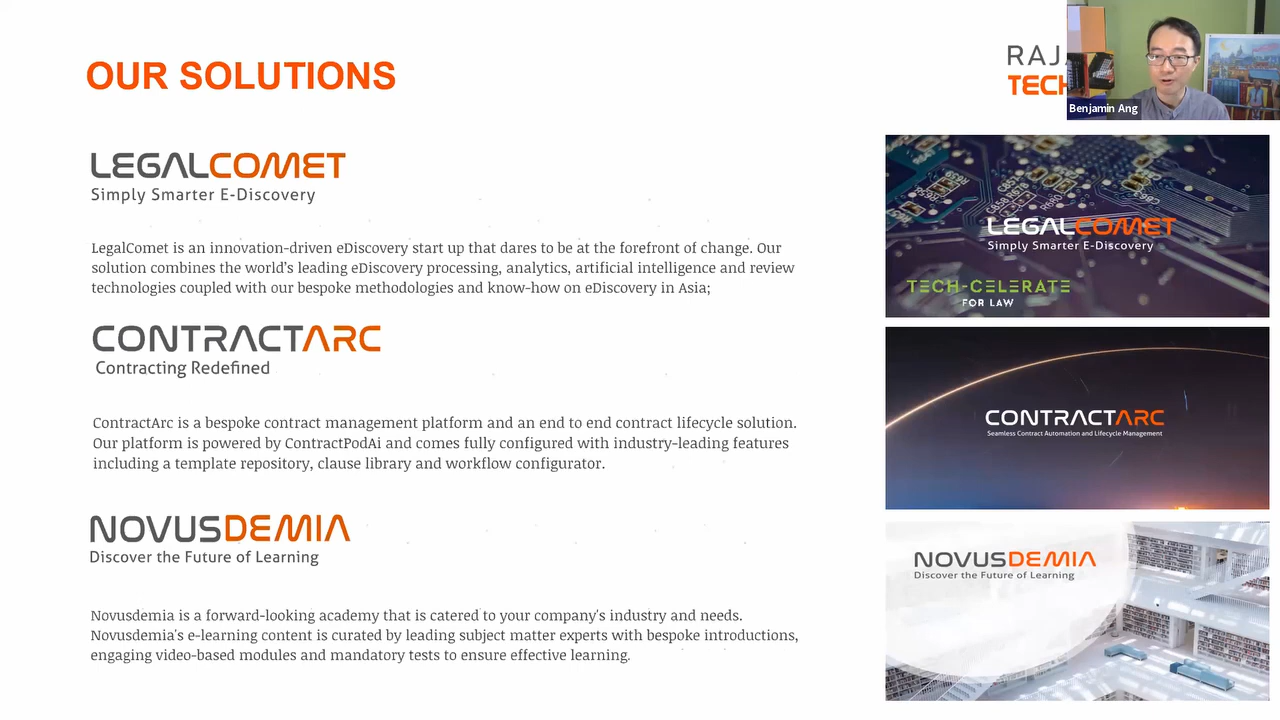 OUR SOLUTIONS
RAJ
TECH
Benjamin Ang
LEGALCOMET
Simply Smarter E-Discovery
LegalComet is an innovation-driven eDiscovery start up that dares to be at the forefront of change. Our
solution combines the world's leading eDiscovery processing, analytics, artificial intelligence and review
technologies coupled with our bespoke methodologies and know-how on eDiscovery in Asia;
CONTRACTARC
Contracting Redefined
ContractArc is a bespoke contract management platform and an end to end contract lifecycle solution.
Our platform is powered by ContractPodAi and comes fully configured with industry-leading features
including a template repository, clause library and workflow configurator.
NOVUSDEMIA
Discover the Future of Learning
Novusdemia is a forward-looking academy that is catered to your company's industry and needs.
Novusdemia's e-learning content is curated by leading subject matter experts with bespoke introductions,
engaging video-based modules and mandatory tests to ensure effective learning.
LEGALCOMET
Simply Smarter E-Discovery
TECH-CELERATE
FOR LAW
CONTRACTARC
Seamless Contract Automation and Lifecycle Management
NOVUSDEMIA
Discover the Future of Learning